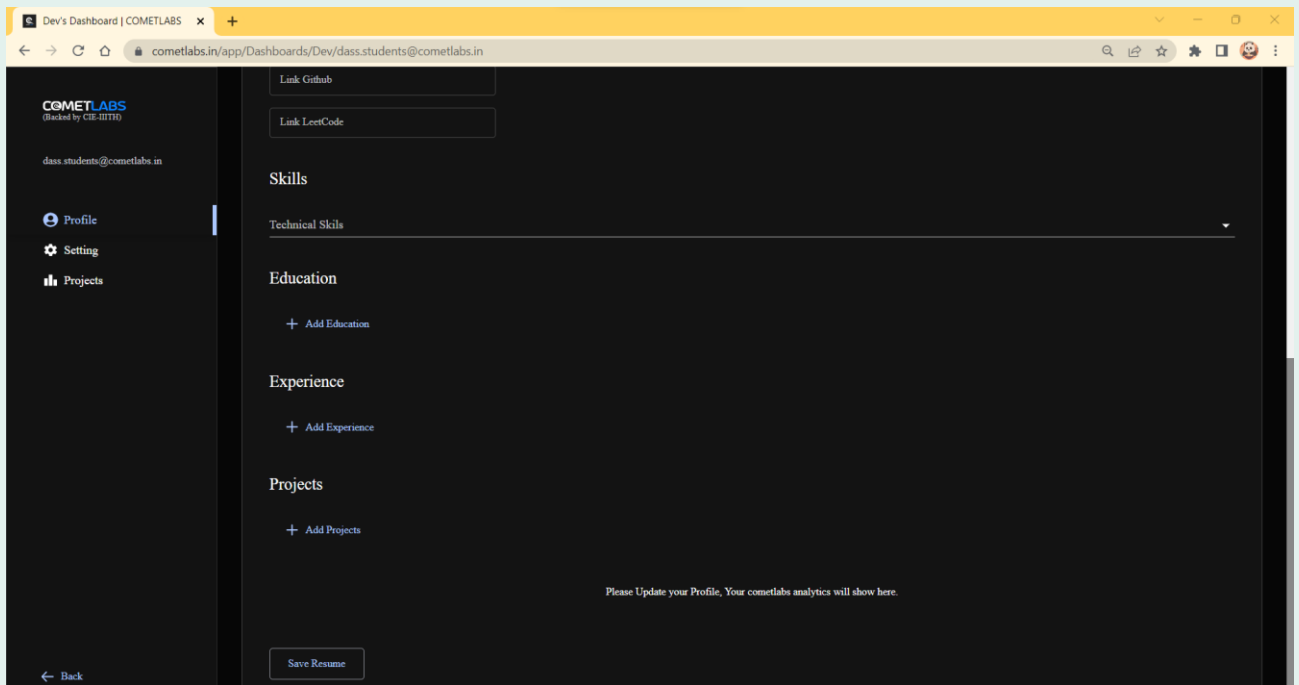 Dev's Dashboard | COMETLABS
cometlabs.in/app/Dashboards/Dev/dass.students@cometlabs.in
COMETLABS
(Backed by CIE-IIITH)
dass.students@cometlabs.in
Profile
Setting
Projects
Back
Link Github
Link LeetCode
Skills
Technical Skils
Education
Add Education
Experience
Add Experience
Projects
Add Projects
Please Update your Profile, Your cometlabs analytics will show here.
Save Resume